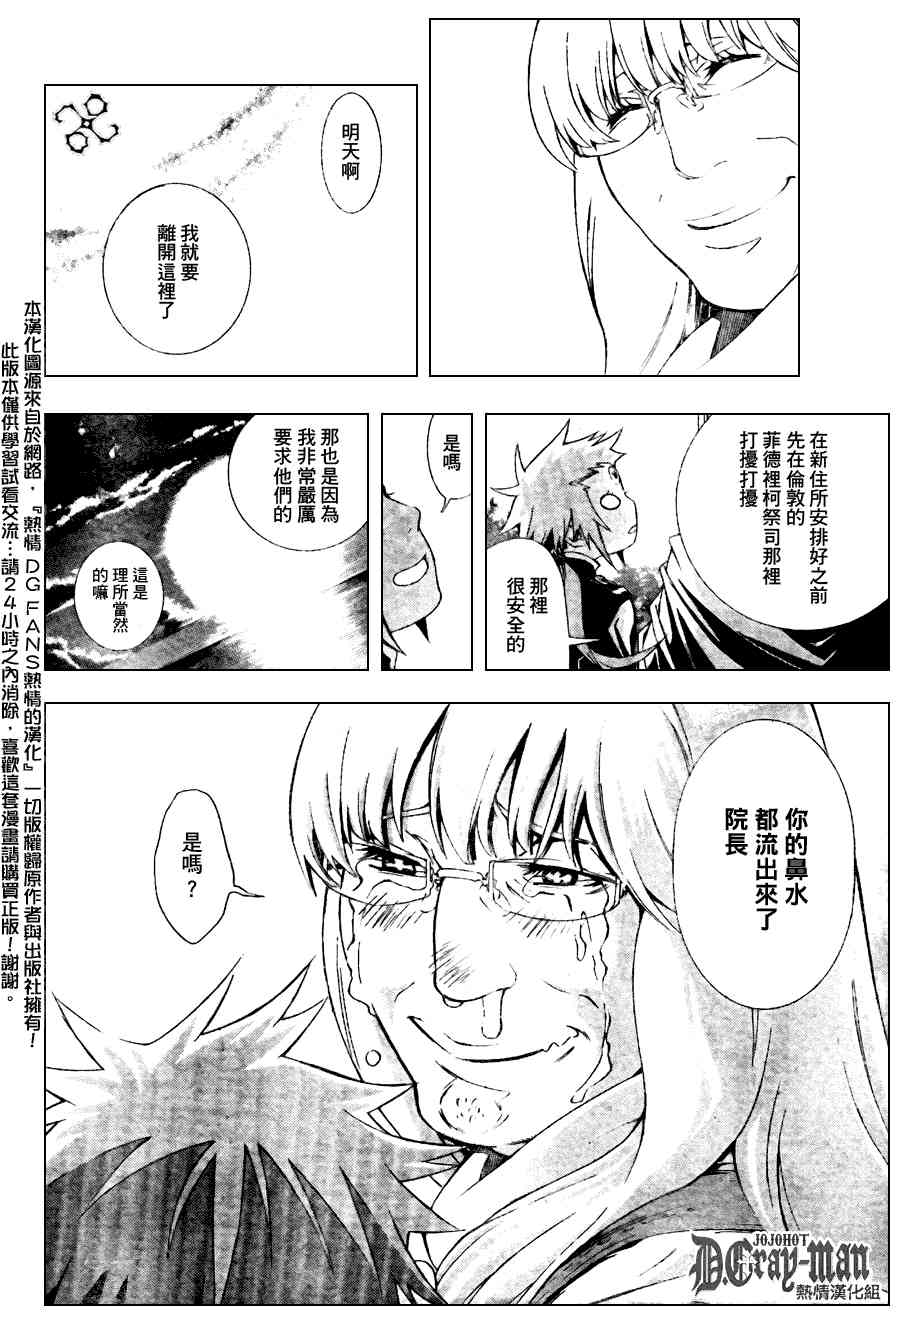 明天啊
我就要
離開這裡了
在新住所安排好之前
先在倫敦的
菲德裡柯祭司那裡
打擾打擾
那裡
很安全的
是嗎
那也是因為
我非常嚴厲
要求他們的
這是
理所當然
的嘛
你的鼻水
都流出來了
院長
是嗎？
本漢化圖源來自於網路，『熱情DG FANS熱情的漢化』一切版權歸原作者與出版社擁有！
此版本僅供學習試看交流…請24小時之內消除，喜歡這套漫畫請購買正版！謝謝。
JOJOHOT
D.Gray-man
熱情漢化組